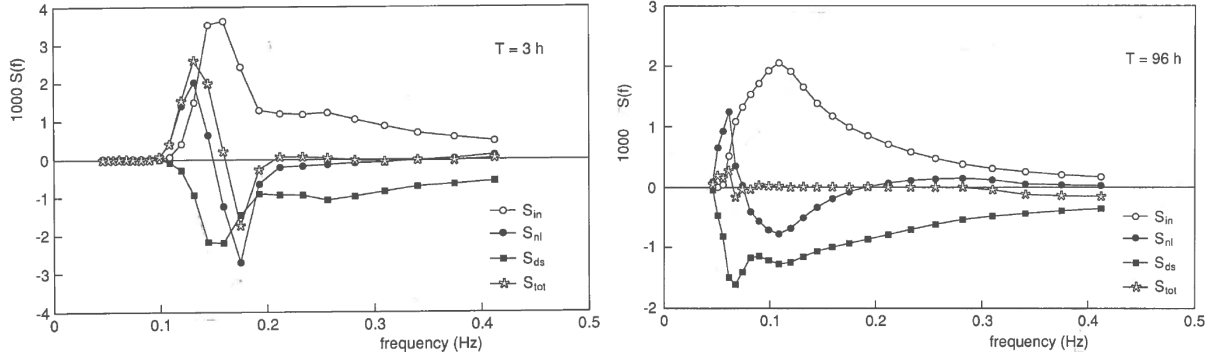 4
3
2
1
0
-1
-2
-3
-4
1000 S(f)
T = 3 h
S_in
S_nl
S_ds
S_tot
0
0.1
0.2
0.3
0.4
0.5
frequency (Hz)
3
2
1
0
-1
-2
1000 S(f)
T = 96 h
S_in
S_nl
S_ds
S_tot
0
0.1
0.2
0.3
0.4
0.5
frequency (Hz)